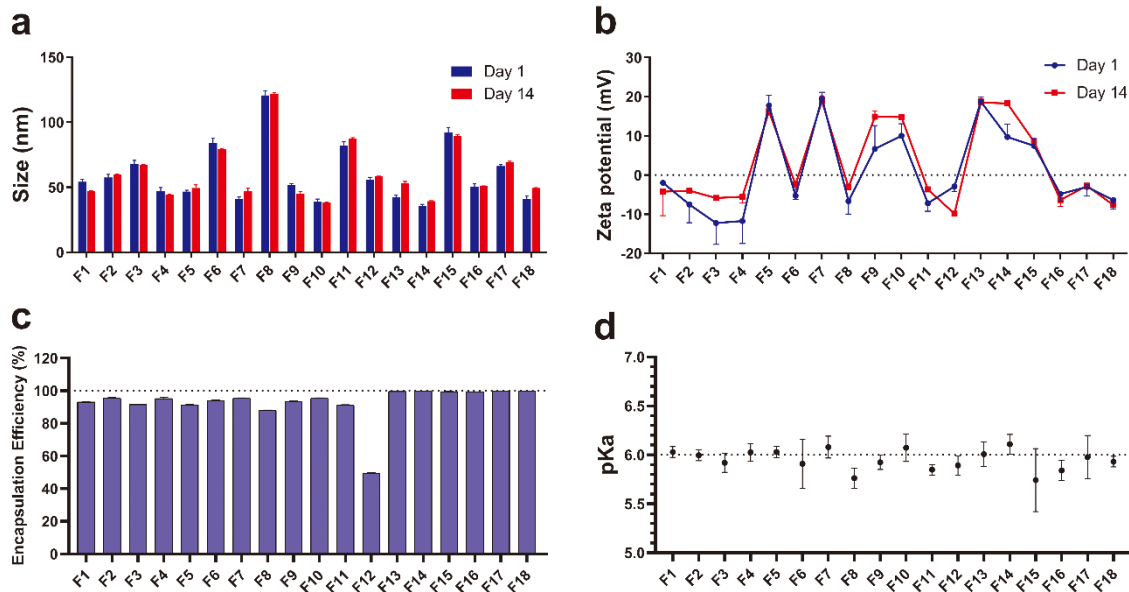 a
Size (nm)
150
100
50
0
Day 1
Day 14
F1 F2 F3 F4 F5 F6 F7 F8 F9 F10 F11 F12 F13 F14 F15 F16 F17 F18
b
Zeta potential (mV)
30
20
10
0
-10
-20
Day 1
Day 14
F1 F2 F3 F4 F5 F6 F7 F8 F9 F10 F11 F12 F13 F14 F15 F16 F17 F18
c
Encapsulation Efficiency (%)
120
100
80
60
40
20
0
F1 F2 F3 F4 F5 F6 F7 F8 F9 F10 F11 F12 F13 F14 F15 F16 F17 F18
d
pKa
7.0
6.5
6.0
5.5
5.0
F1 F2 F3 F4 F5 F6 F7 F8 F9 F10 F11 F12 F13 F14 F15 F16 F17 F18